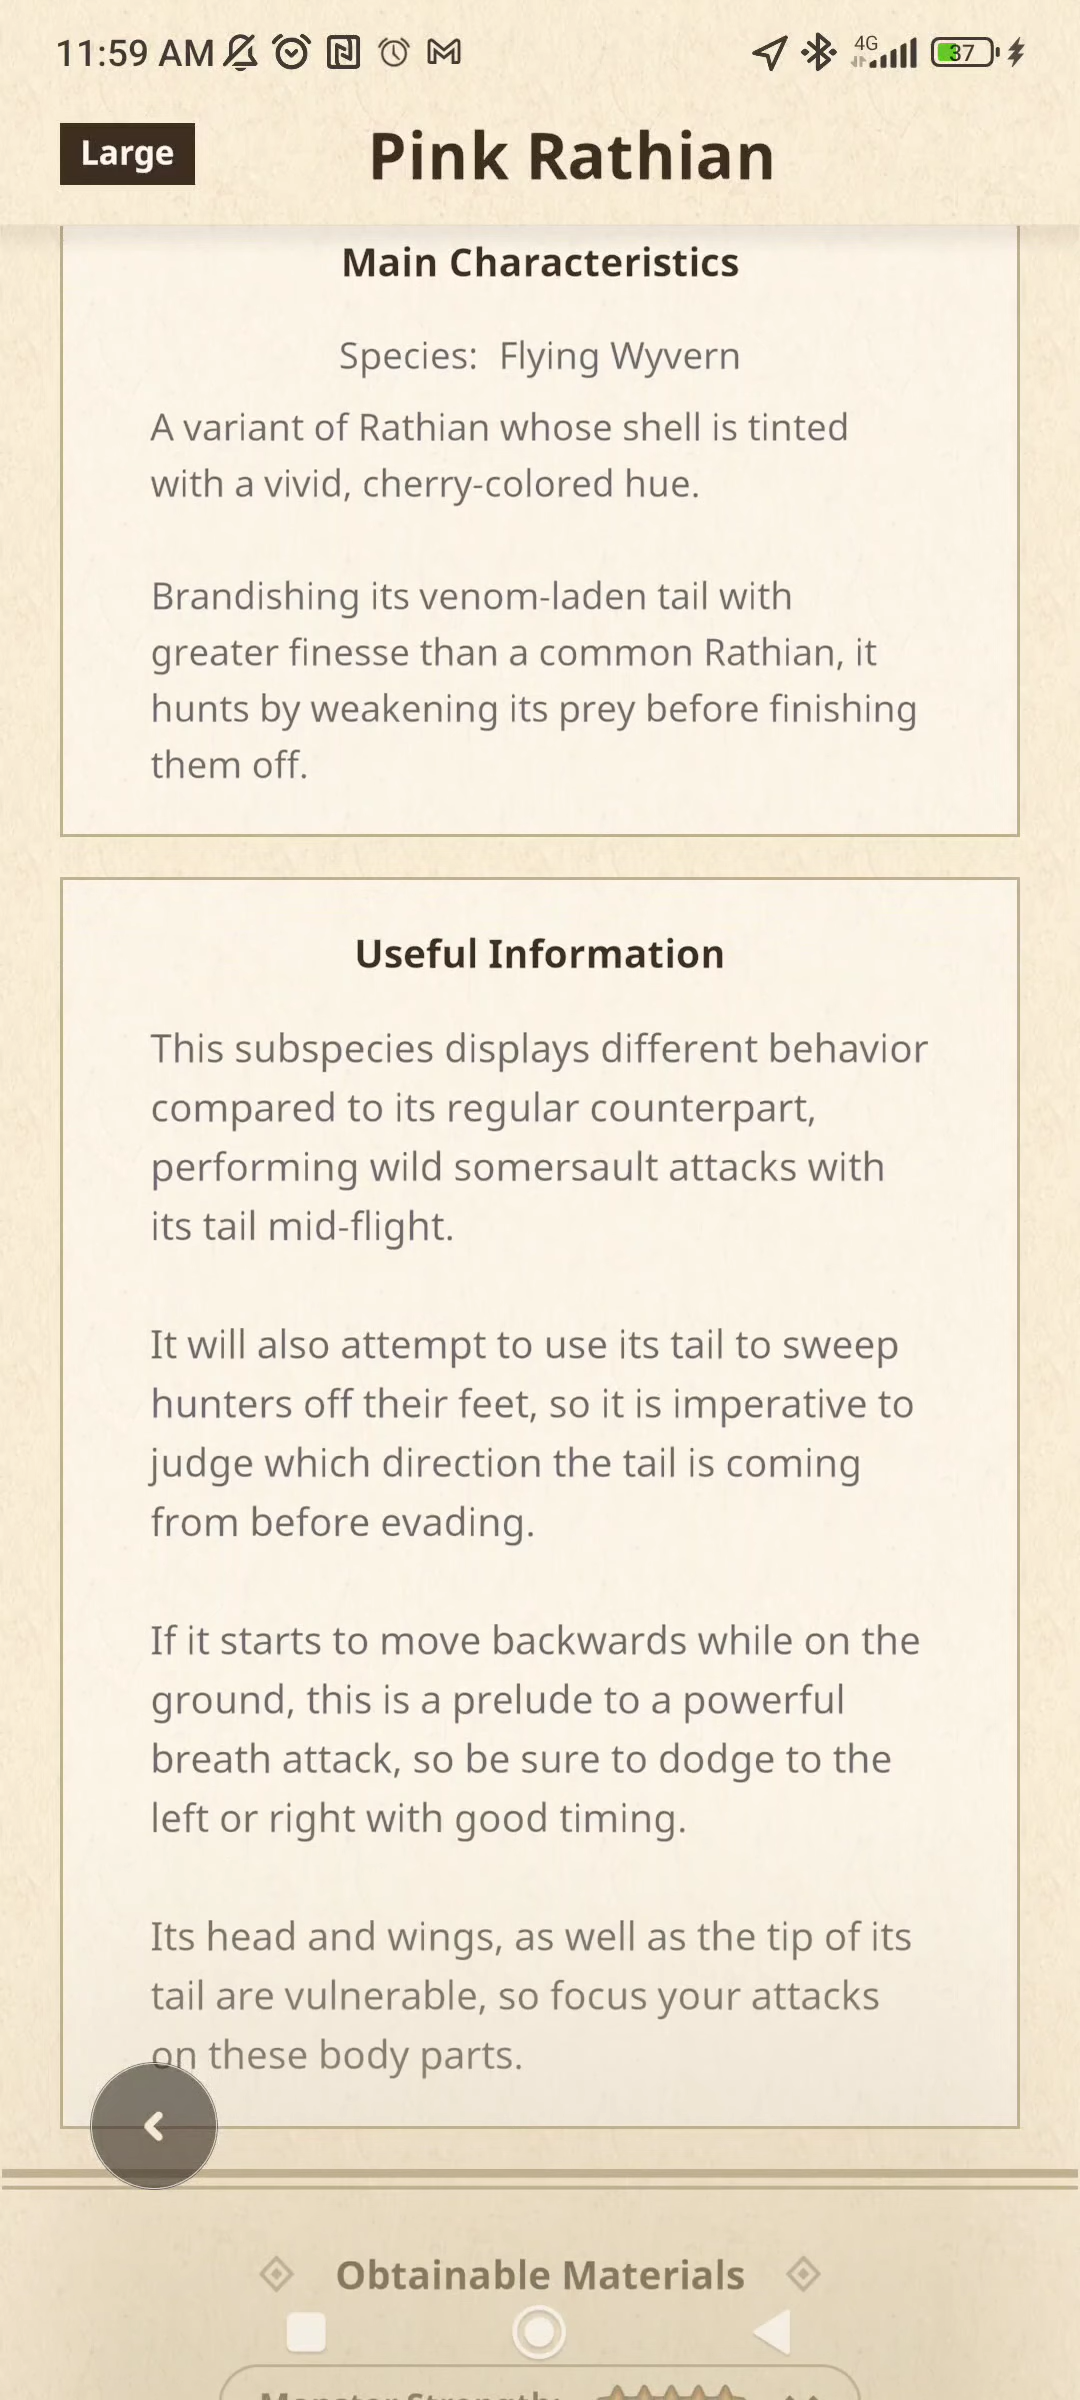 11:59 AM
4G
37
Large
Pink Rathian
Main Characteristics
Species: Flying Wyvern
A variant of Rathian whose shell is tinted
with a vivid, cherry-colored hue.
Brandishing its venom-laden tail with
greater finesse than a common Rathian, it
hunts by weakening its prey before finishing
them off.
Useful Information
This subspecies displays different behavior
compared to its regular counterpart,
performing wild somersault attacks with
its tail mid-flight.
It will also attempt to use its tail to sweep
hunters off their feet, so it is imperative to
judge which direction the tail is coming
from before evading.
If it starts to move backwards while on the
ground, this is a prelude to a powerful
breath attack, so be sure to dodge to the
left or right with good timing.
Its head and wings, as well as the tip of its
tail are vulnerable, so focus your attacks
on these body parts.
Obtainable Materials
Monster Strength: